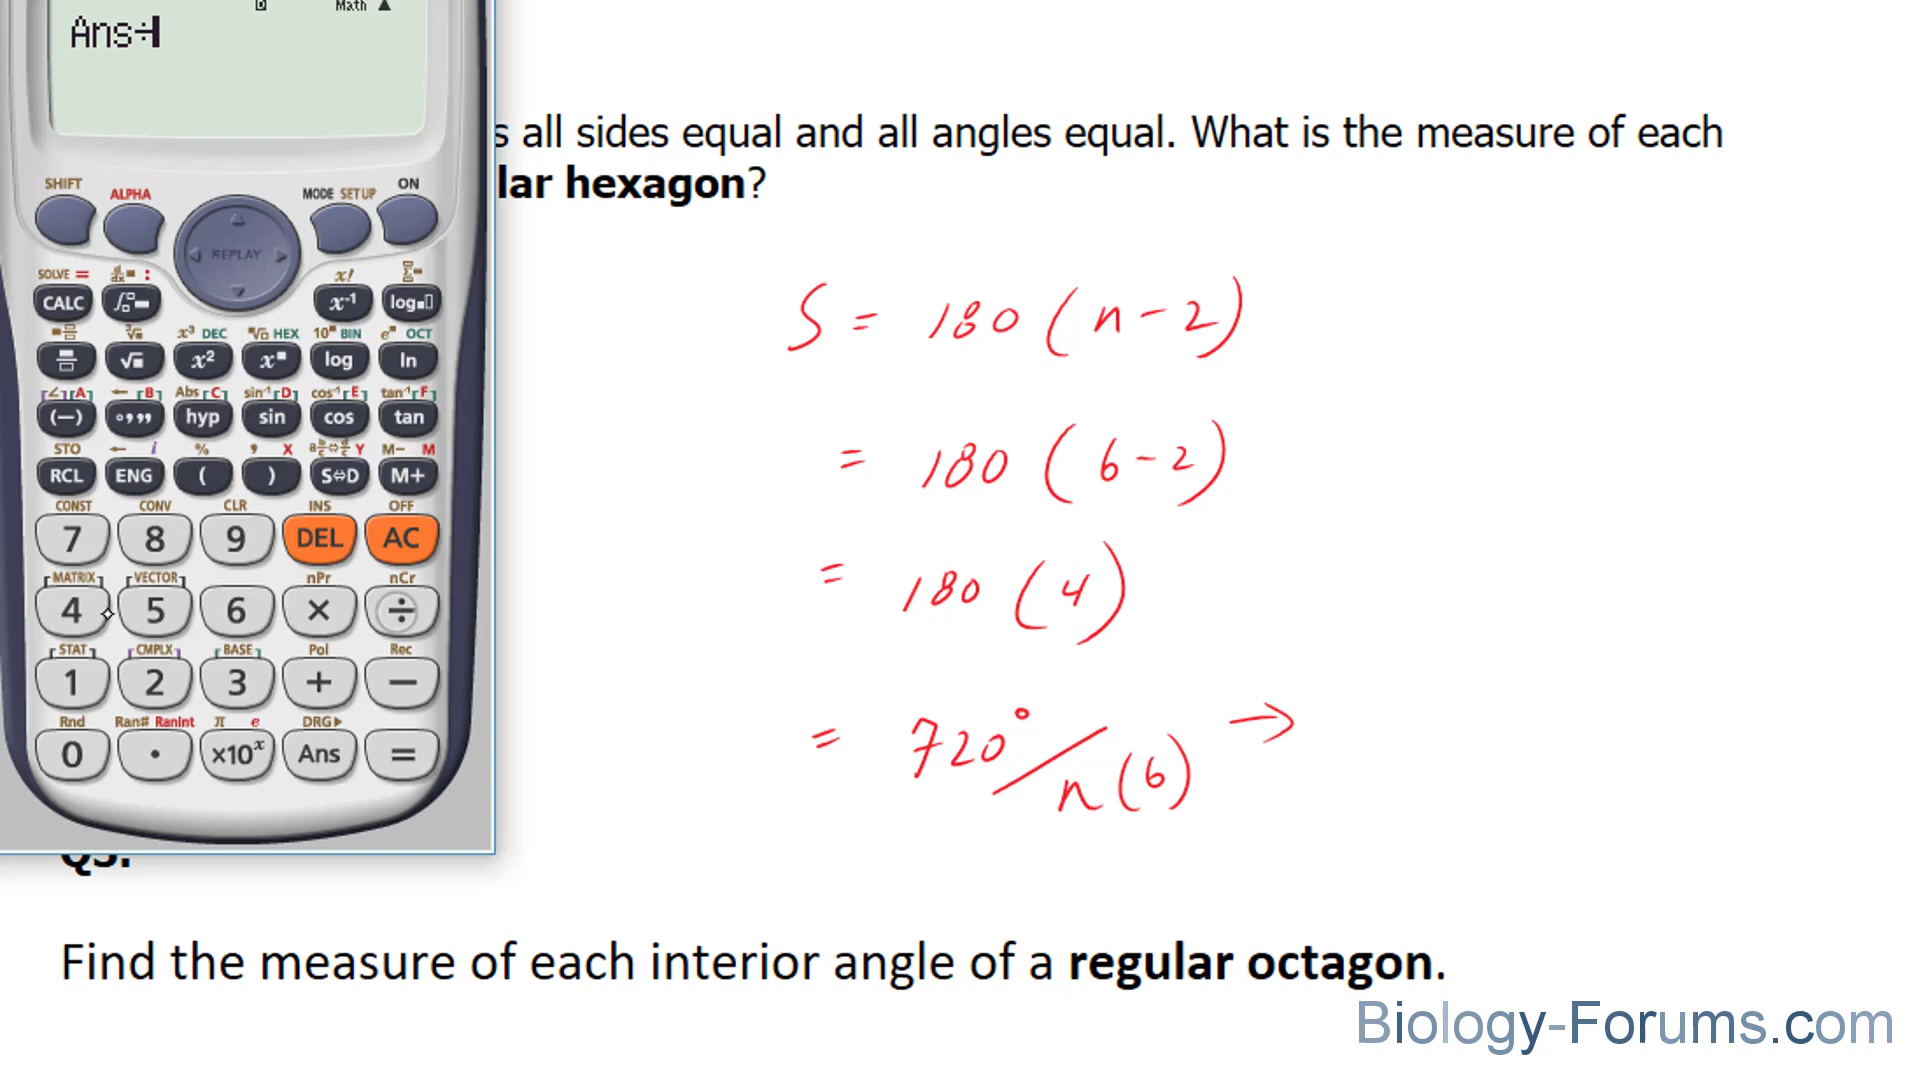 Math ▲
Ans÷
s all sides equal and all angles equal. What is the measure of each
lar hexagon?
SHIFT ALPHA MODE SETUP ON
REPLAY
SOLVE = : x!
CALC x⁻¹ log
x³ DEC HEX 10 BIN e OCT
√ x² x log ln
A B Abs C sin⁻¹ D cos⁻¹ E tan⁻¹ F
(−) hyp sin cos tan
STO ← i % , X Y M− M
RCL ENG ( ) S⇔D M+
CONST CONV CLR INS OFF
7 8 9 DEL AC
MATRIX VECTOR nPr nCr
4 5 6 × ÷
STAT CMPLX BASE Pol Rec
1 2 3 + −
Rnd Ran# RanInt π e DRG▶
0 . ×10ˣ Ans =
S = 180 (n - 2)
= 180 (6 - 2)
= 180 (4)
= 720° / n (6) →
Find the measure of each interior angle of a regular octagon.
Biology-Forums.com